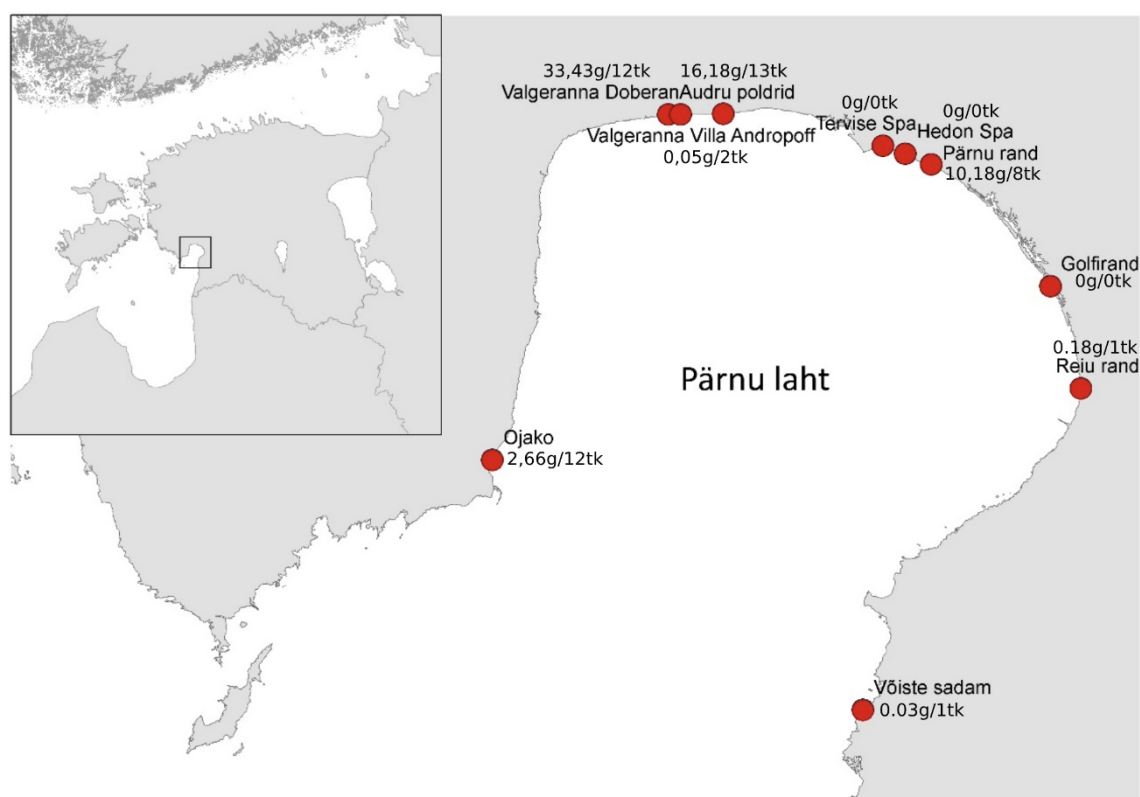 33,43g/12tk
Valgeranna Doberan
16,18g/13tk
Audru poldrid
Valgeranna Villa Andropoff
0,05g/2tk
0g/0tk
Tervise Spa
0g/0tk
Hedon Spa
Pärnu rand
10,18g/8tk
Golfirand
0g/0tk
0.18g/1tk
Reiu rand
Pärnu laht
Ojako
2,66g/12tk
Võiste sadam
0.03g/1tk